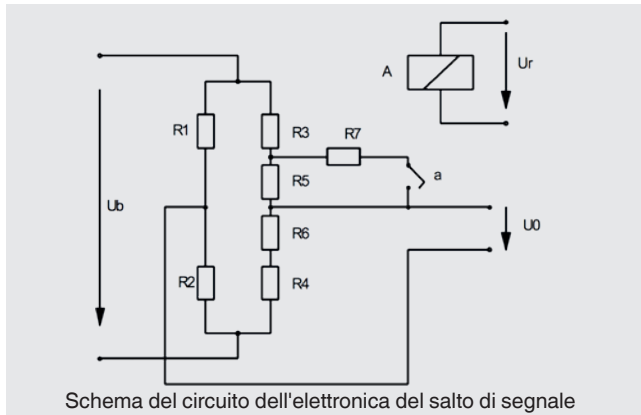 A
Ur
R1
R3
R7
R5
a
Ub
R6
U0
R2
R4
Schema del circuito dell'elettronica del salto di segnale